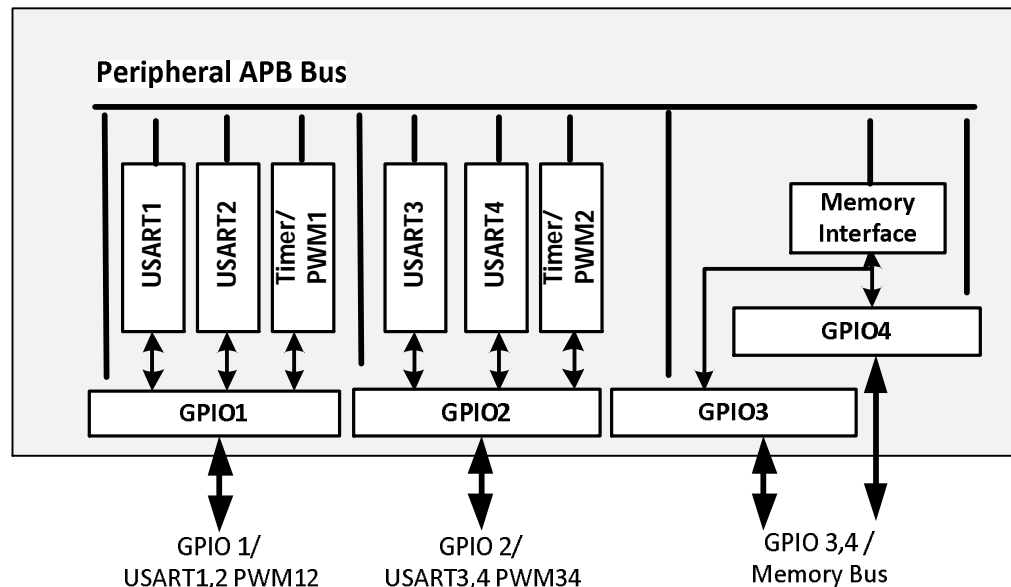 Peripheral APB Bus
USART1
USART2
Timer/
PWM1
USART3
USART4
Timer/
PWM2
Memory
Interface
GPIO4
GPIO1
GPIO2
GPIO3
GPIO 1/
USART1,2 PWM12
GPIO 2/
USART3,4 PWM34
GPIO 3,4 /
Memory Bus